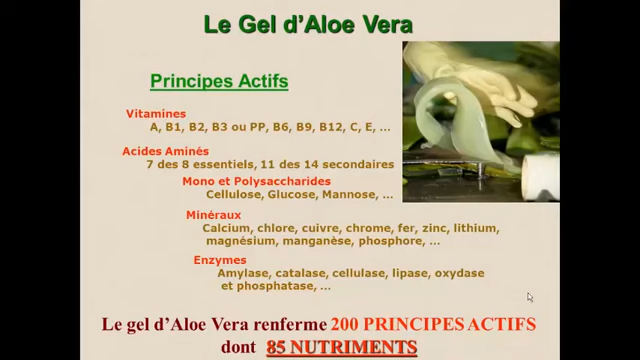 Le Gel d'Aloe Vera
Principes Actifs
Vitamines
A, B1, B2, B3 ou PP, B6, B9, B12, C, E, ...
Acides Aminés
7 des 8 essentiels, 11 des 14 secondaires
Mono et Polysaccharides
Cellulose, Glucose, Mannose, ...
Minéraux
Calcium, chlore, cuivre, chrome, fer, zinc, lithium,
magnésium, manganèse, phosphore, ...
Enzymes
Amylase, catalase, cellulase, lipase, oxydase
et phosphatase, ...
Le gel d'Aloe Vera renferme 200 PRINCIPES ACTIFS
dont 85 NUTRIMENTS